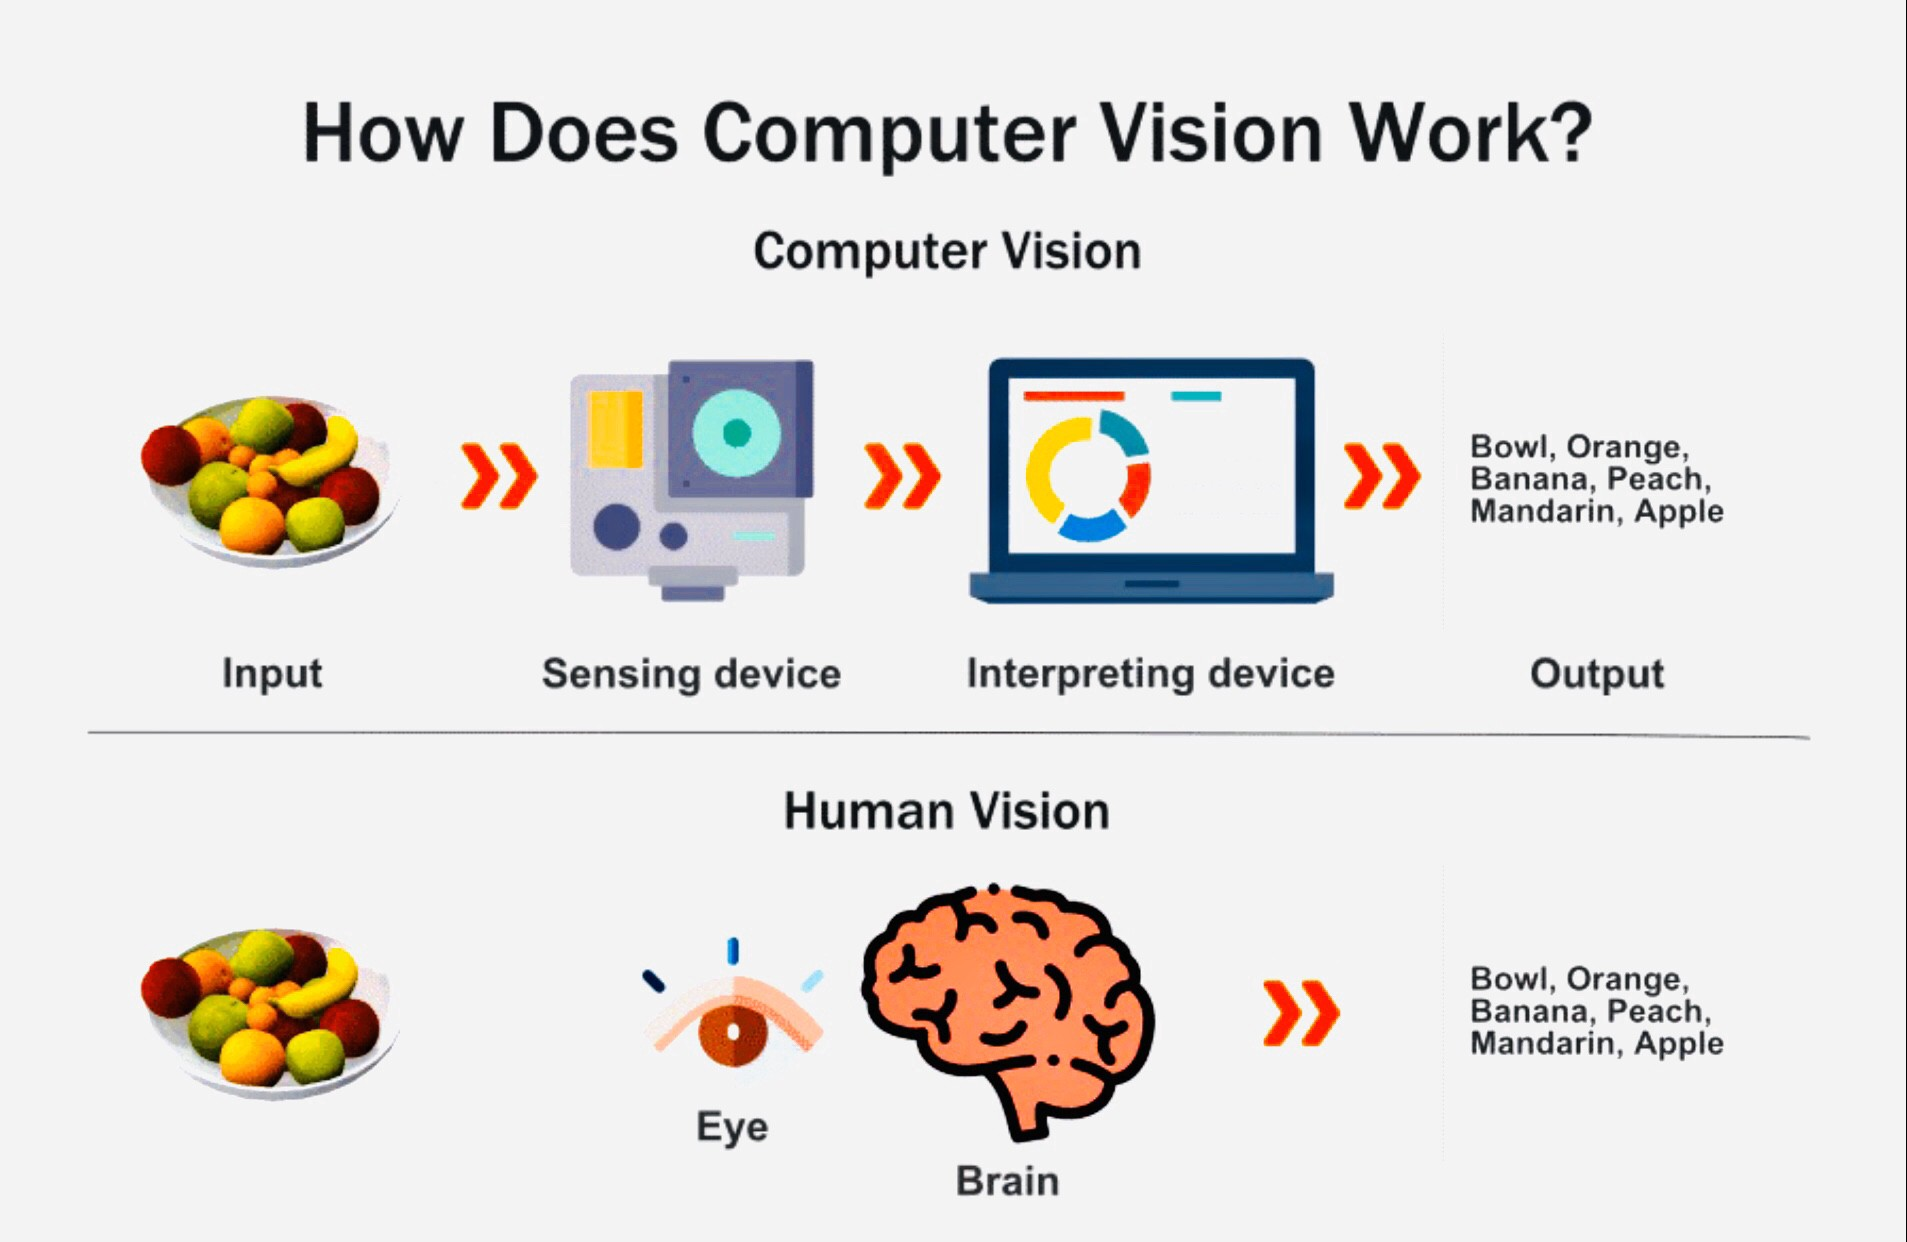 How Does Computer Vision Work?
Computer Vision
Bowl, Orange,
Banana, Peach,
Mandarin, Apple
Input
Sensing device
Interpreting device
Output
Human Vision
Bowl, Orange,
Banana, Peach,
Mandarin, Apple
Eye
Brain